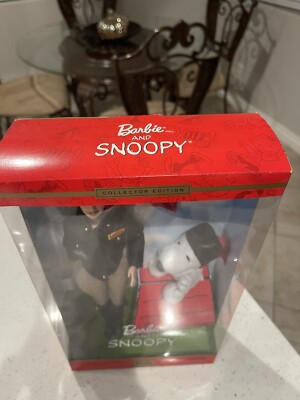 Barbie
AND
SNOOPY®
COLLECTOR EDITION
Barbie
SNOOPY